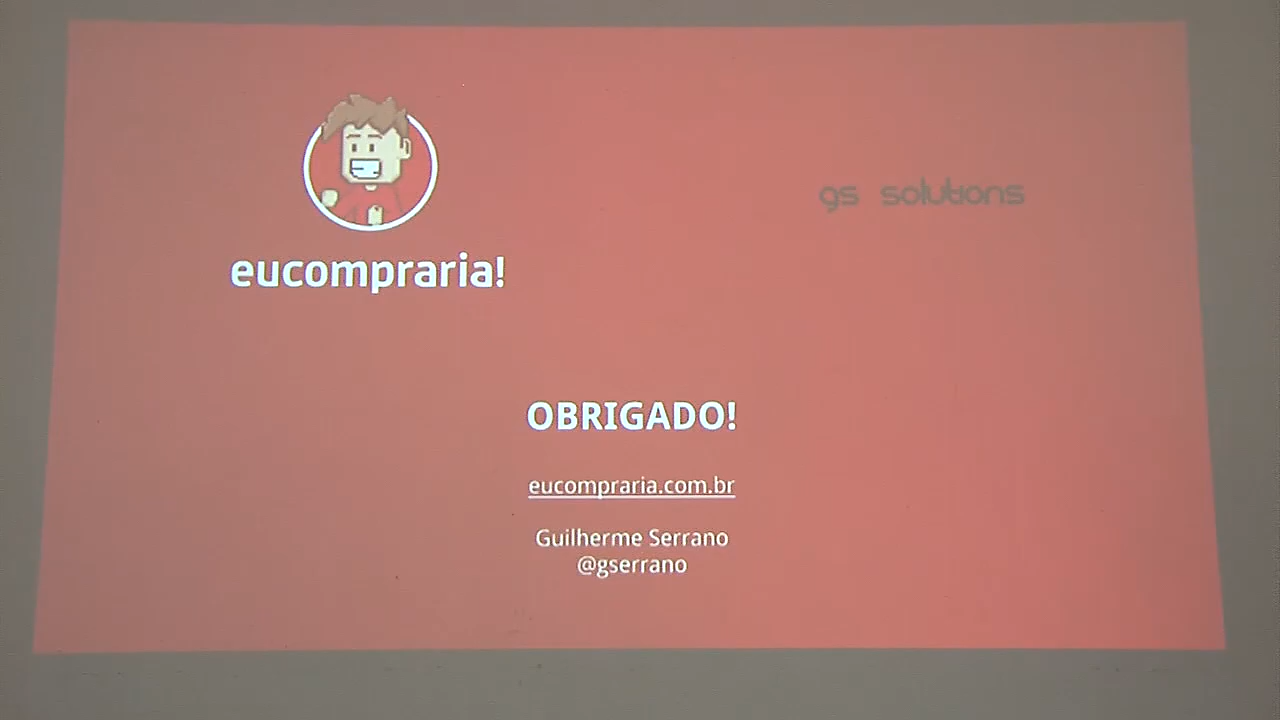 gs solutions
eucompraria!
OBRIGADO!
eucompraria.com.br
Guilherme Serrano
@gserrano